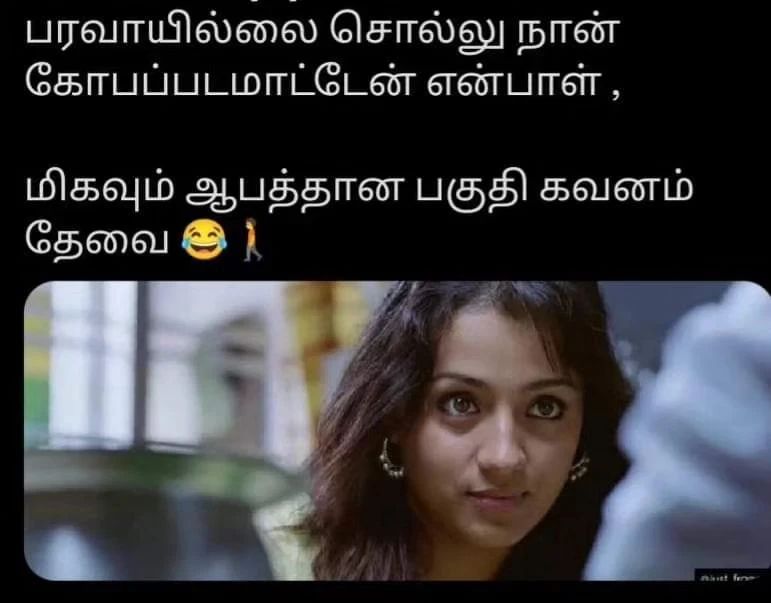 பரவாயில்லை சொல்லு நான்
கோபப்படமாட்டேன் என்பாள் ,
மிகவும் ஆபத்தான பகுதி கவனம்
தேவை 😂🚶